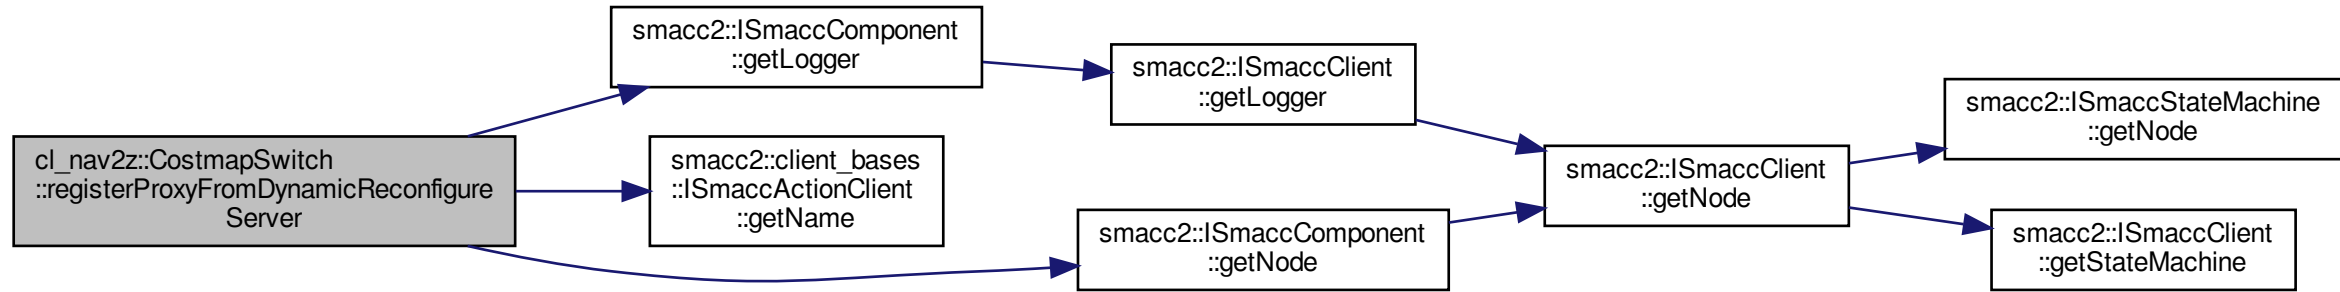 cl_nav2z::CostmapSwitch
::registerProxyFromDynamicReconfigure
Server
smacc2::ISmaccComponent
::getLogger
smacc2::client_bases
::ISmaccActionClient
::getName
smacc2::ISmaccClient
::getLogger
smacc2::ISmaccComponent
::getNode
smacc2::ISmaccClient
::getNode
smacc2::ISmaccStateMachine
::getNode
smacc2::ISmaccClient
::getStateMachine